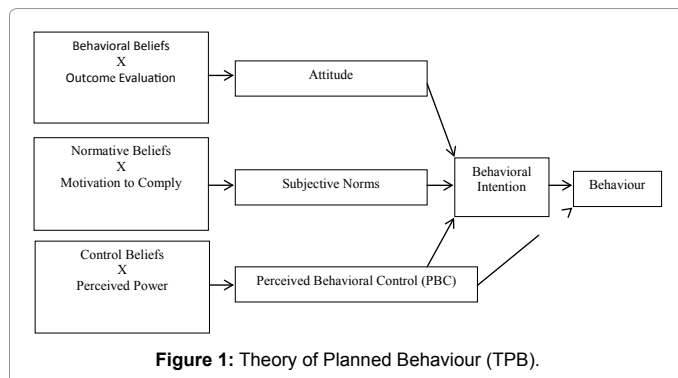 Behavioral Beliefs
X
Outcome Evaluation
Attitude
Normative Beliefs
X
Motivation to Comply
Subjective Norms
Behavioral
Intention
Behaviour
Control Beliefs
X
Perceived Power
Perceived Behavioral Control (PBC)
Figure 1: Theory of Planned Behaviour (TPB).